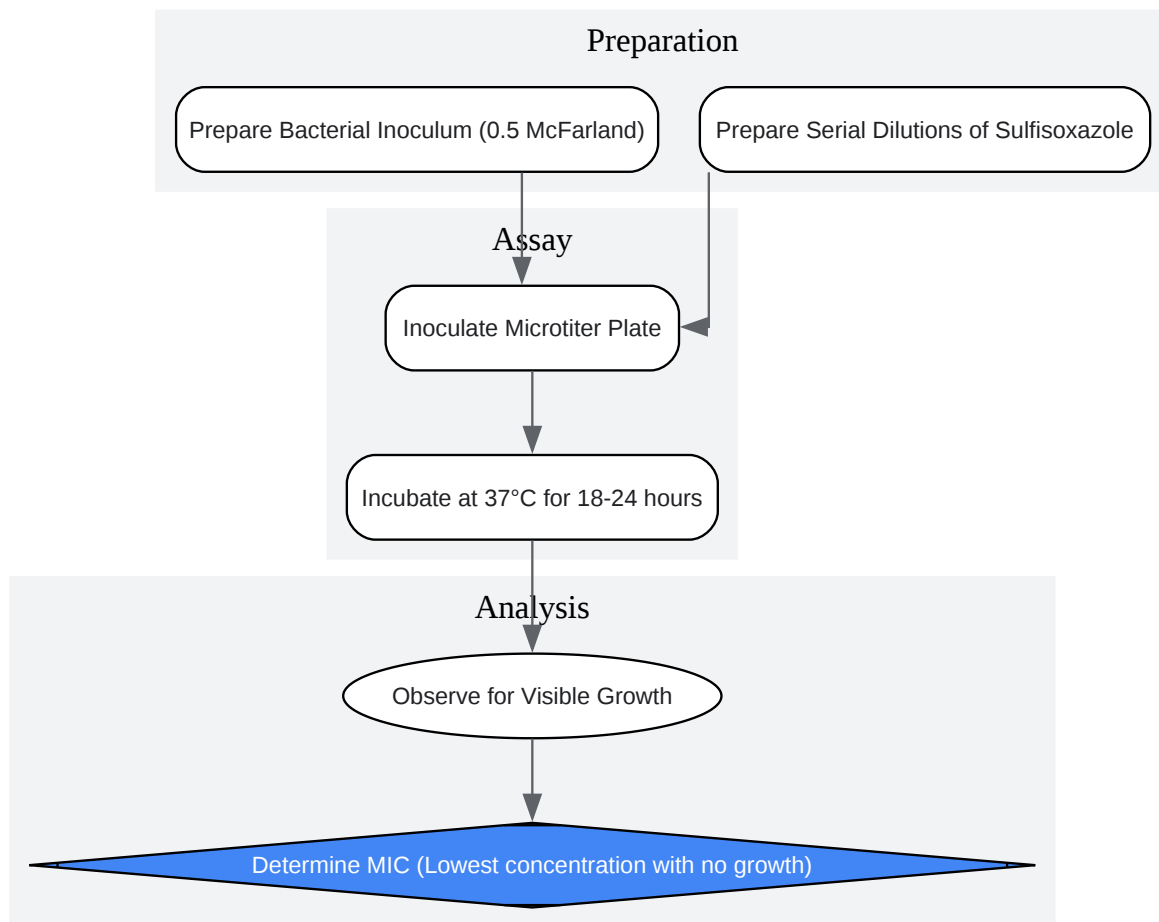 Preparation
Prepare Bacterial Inoculum (0.5 McFarland)
Prepare Serial Dilutions of Sulfisoxazole
Assay
Inoculate Microtiter Plate
Incubate at 37°C for 18-24 hours
Analysis
Observe for Visible Growth
Determine MIC (Lowest concentration with no growth)